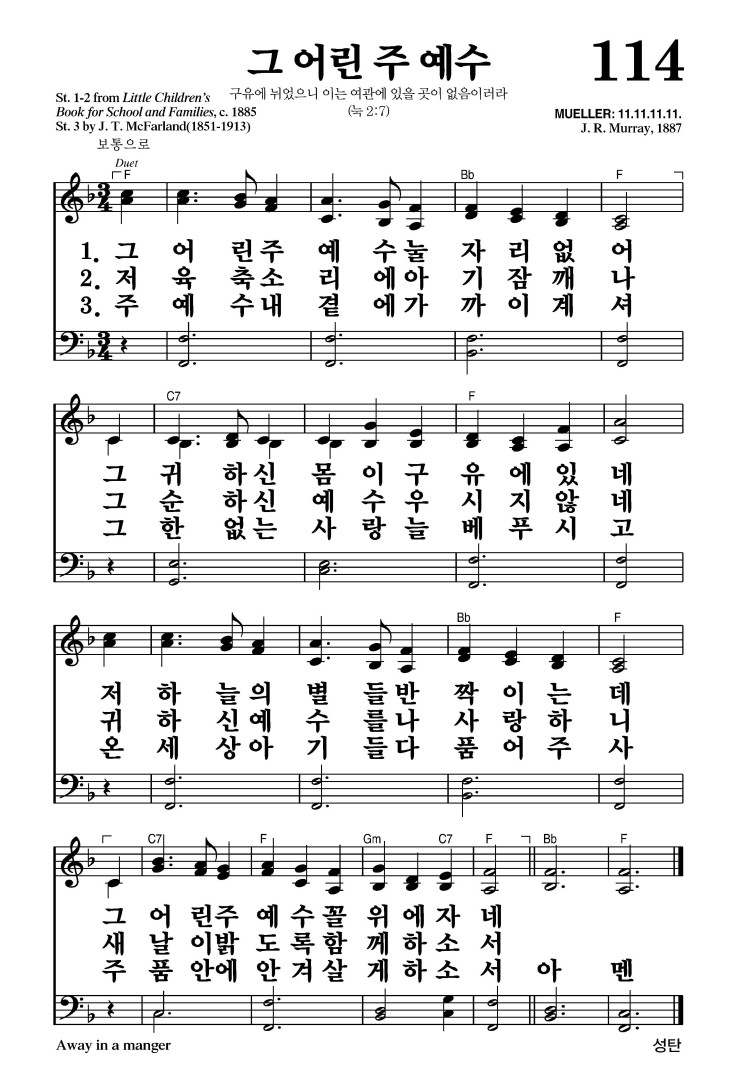 그 어린 주 예수
114
구유에 뉘었으니 이는 여관에 있을 곳이 없음이러라
(눅 2:7)
St. 1-2 from Little Children's
Book for School and Families, c. 1885
St. 3 by J. T. McFarland(1851-1913)
MUELLER: 11.11.11.11.
J. R. Murray, 1887
보통으로
Duet
F Bb F
1. 그 어 린주 예 수눌 자 리 없 어
2. 저 육 축소 리 에아 기 잠 깨 나
3. 주 예 수내 곁 에가 까 이 계 셔
C7 F
그 귀 하신 몸 이구 유 에 있 네
그 순 하신 예 수우 시 지 않 네
그 한 없는 사 랑늘 베 푸 시 고
Bb F
저 하 늘의 별 들반 짝 이 는 데
귀 하 신예 수 를나 사 랑 하 니
온 세 상아 기 들다 품 어 주 사
C7 F Gm C7 F Bb F
그 어 린주 예 수꼴 위 에 자 네
새 날 이밝 도 록함 께 하 소 서
주 품 안에 안 겨살 게 하 소 서 아 멘
Away in a manger
성탄